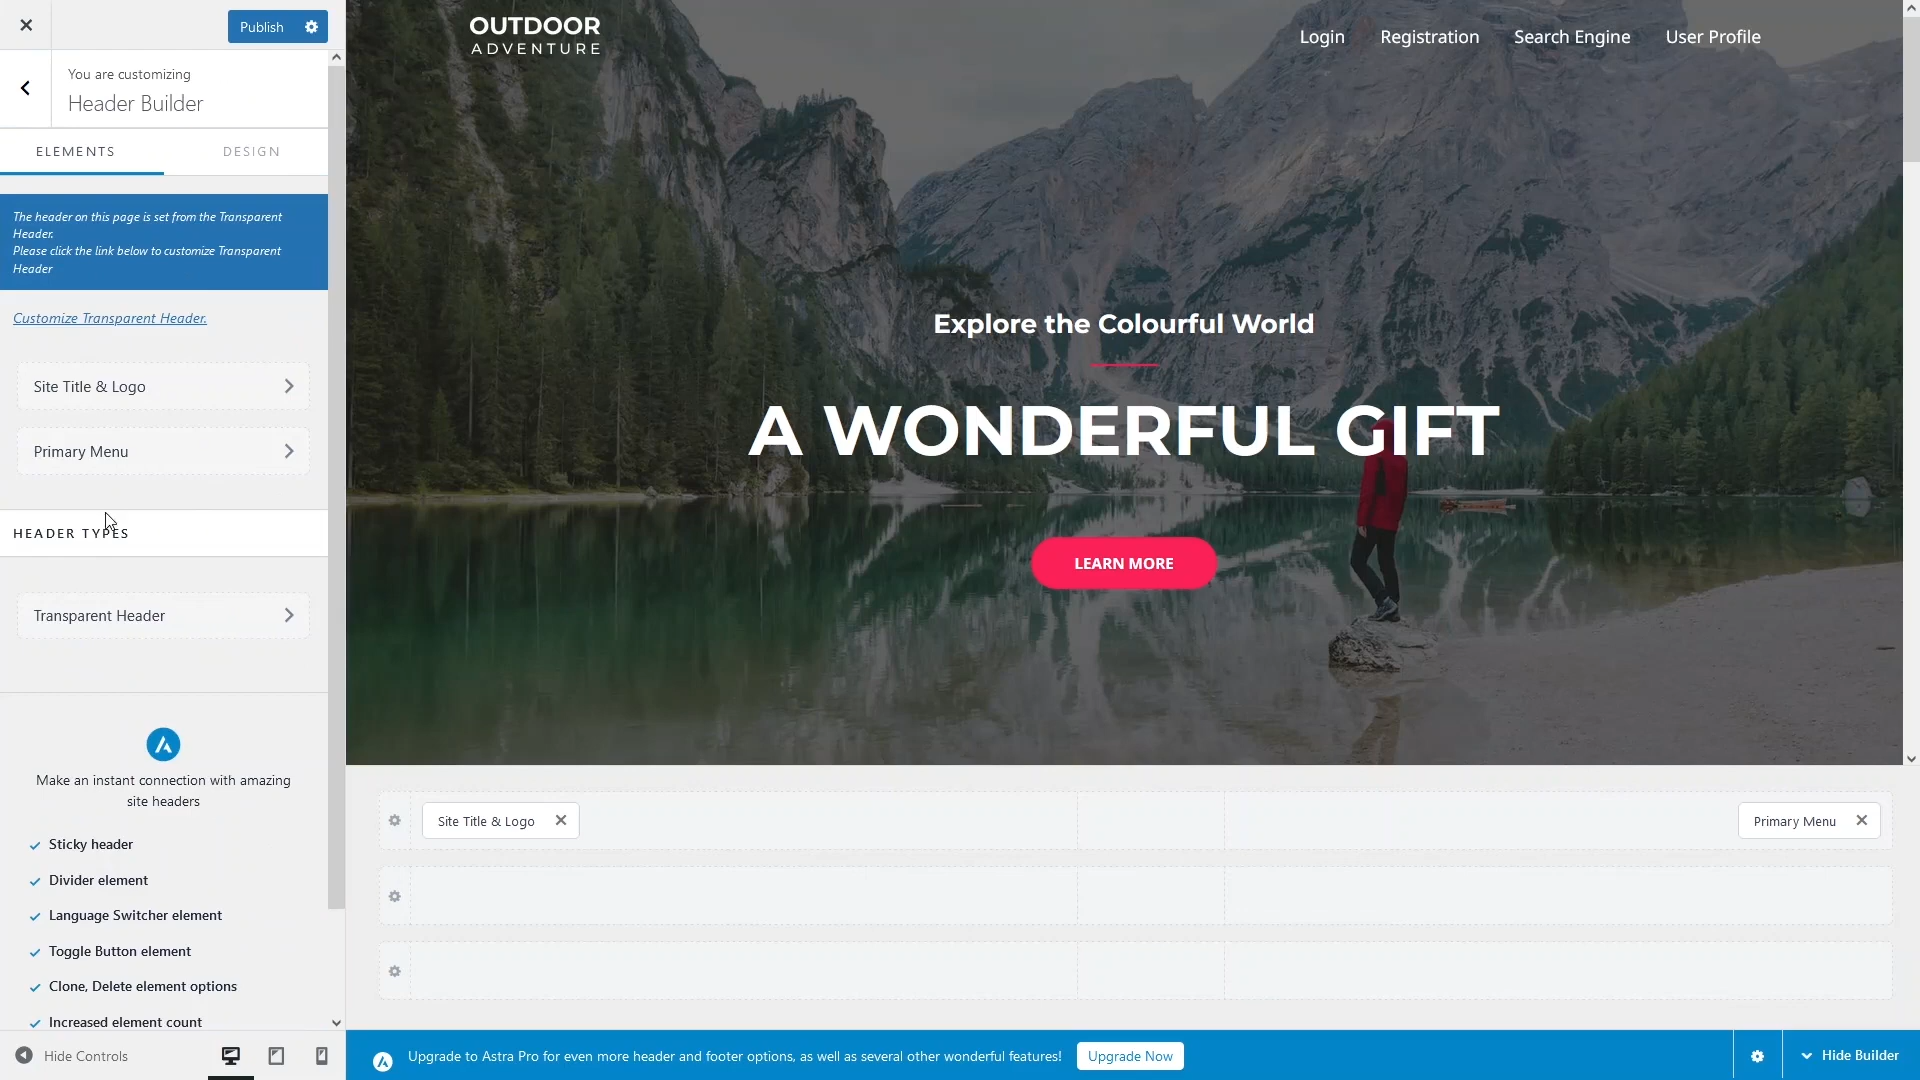 Publish
You are customizing
Header Builder
ELEMENTS
DESIGN
The header on this page is set from the Transparent
Header.
Please click the link below to customize Transparent
Header
Customize Transparent Header.
Site Title & Logo
Primary Menu
HEADER TYPES
Transparent Header
Make an instant connection with amazing
site headers
Sticky header
Divider element
Language Switcher element
Toggle Button element
Clone, Delete element options
Increased element count
Hide Controls
OUTDOOR
ADVENTURE
Login
Registration
Search Engine
User Profile
Explore the Colourful World
A WONDERFUL GIFT
LEARN MORE
Site Title & Logo
Primary Menu
Upgrade to Astra Pro for even more header and footer options, as well as several other wonderful features!
Upgrade Now
Hide Builder